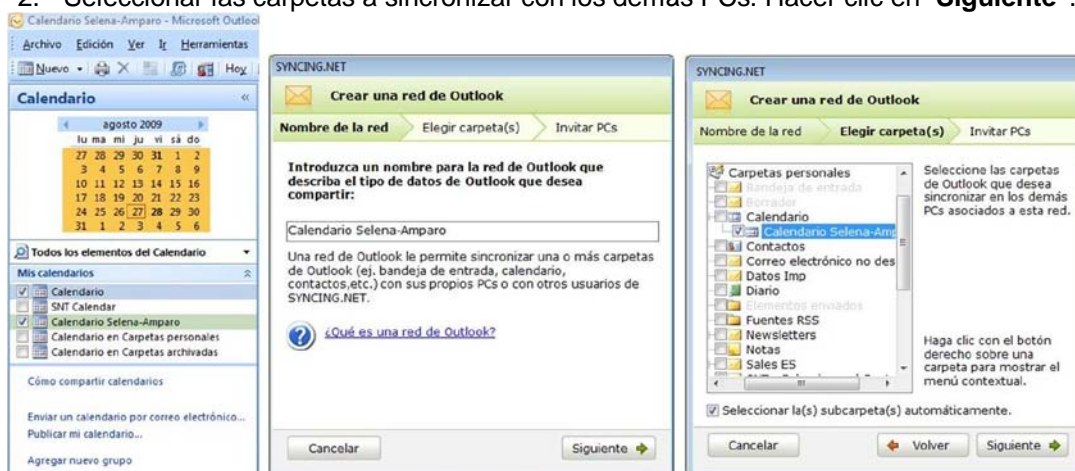 2. Seleccionar las carpetas a sincronizar con los demás PCs. Hacer clic en "Siguiente".
Calendario Selena-Amparo - Microsoft Outloo
Archivo Edición Ver Ir Herramientas
Nuevo Hoy
Calendario «
agosto 2009
lu ma mi ju vi sá do
27 28 29 30 31 1 2
3 4 5 6 7 8 9
10 11 12 13 14 15 16
17 18 19 20 21 22 23
24 25 26 27 28 29 30
31 1 2 3 4 5 6
Todos los elementos del Calendario
Mis calendarios
Calendario
SNT Calendar
Calendario Selena-Amparo
Calendario en Carpetas personales
Calendario en Carpetas archivadas
Cómo compartir calendarios
Enviar un calendario por correo electrónico...
Publicar mi calendario...
Agregar nuevo grupo
SYNCING.NET
Crear una red de Outlook
Nombre de la red Elegir carpeta(s) Invitar PCs
Introduzca un nombre para la red de Outlook que
describa el tipo de datos de Outlook que desea
compartir:
Calendario Selena-Amparo
Una red de Outlook le permite sincronizar una o más carpetas
de Outlook (ej. bandeja de entrada, calendario,
contactos,etc.) con sus propios PCs o con otros usuarios de
SYNCING.NET.
¿Qué es una red de Outlook?
Cancelar Siguiente
SYNCING.NET
Crear una red de Outlook
Nombre de la red Elegir carpeta(s) Invitar PCs
Carpetas personales
Bandeja de entrada
Borrador
Calendario
Calendario Selena-Amp
Contactos
Correo electrónico no des
Datos Imp
Diario
Elementos enviados
Fuentes RSS
Newsletters
Notas
Sales ES
Seleccione las carpetas
de Outlook que desea
sincronizar en los demás
PCs asociados a esta red.
Haga clic con el botón
derecho sobre una
carpeta para mostrar el
menú contextual.
Seleccionar la(s) subcarpeta(s) automáticamente.
Cancelar Volver Siguiente